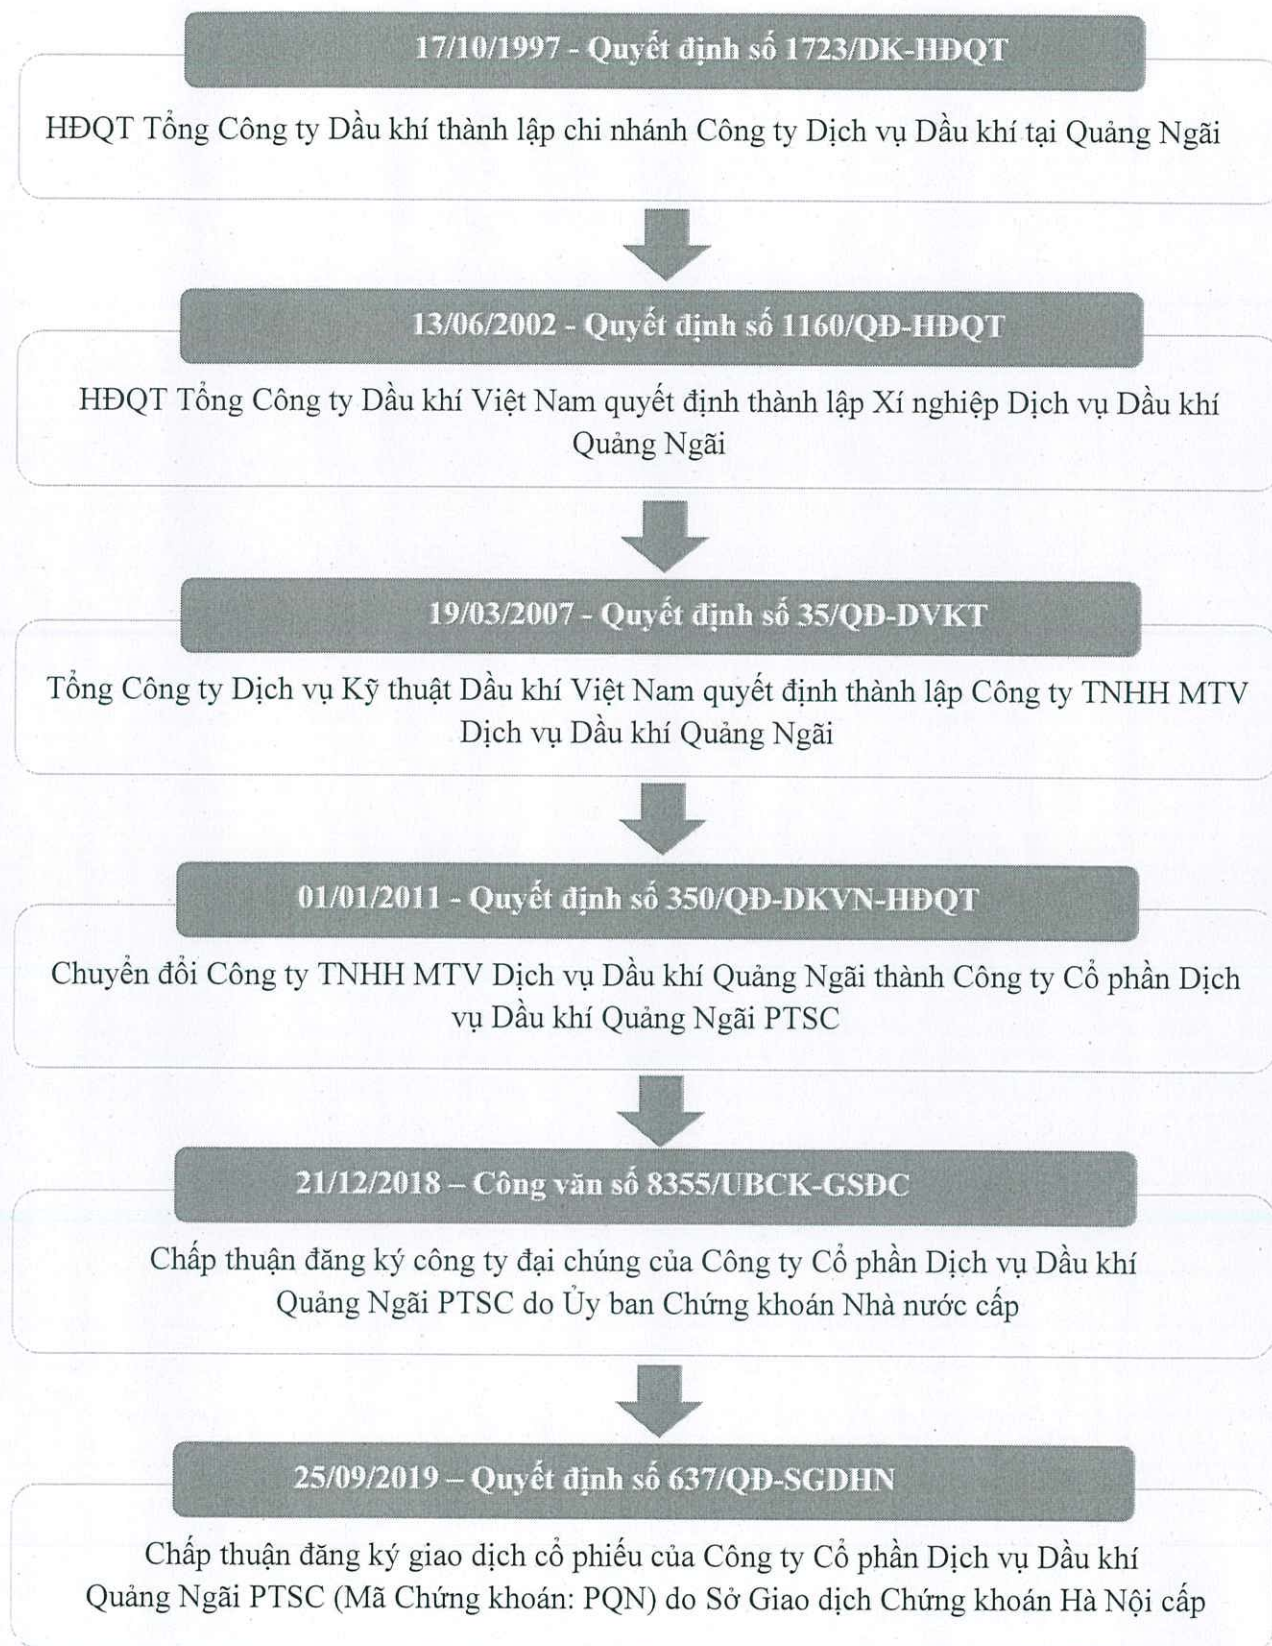 17/10/1997 - Quyết định số 1723/DK-HĐQT
HĐQT Tổng Công ty Dầu khí thành lập chi nhánh Công ty Dịch vụ Dầu khí tại Quảng Ngãi
13/06/2002 - Quyết định số 1160/QĐ-HĐQT
HĐQT Tổng Công ty Dầu khí Việt Nam quyết định thành lập Xí nghiệp Dịch vụ Dầu khí
Quảng Ngãi
19/03/2007 - Quyết định số 35/QĐ-DVKT
Tổng Công ty Dịch vụ Kỹ thuật Dầu khí Việt Nam quyết định thành lập Công ty TNHH MTV
Dịch vụ Dầu khí Quảng Ngãi
01/01/2011 - Quyết định số 350/QĐ-DKVN-HĐQT
Chuyển đổi Công ty TNHH MTV Dịch vụ Dầu khí Quảng Ngãi thành Công ty Cổ phần Dịch
vụ Dầu khí Quảng Ngãi PTSC
21/12/2018 – Công văn số 8355/UBCK-GSĐC
Chấp thuận đăng ký công ty đại chúng của Công ty Cổ phần Dịch vụ Dầu khí
Quảng Ngãi PTSC do Ủy ban Chứng khoán Nhà nước cấp
25/09/2019 – Quyết định số 637/QĐ-SGDHN
Chấp thuận đăng ký giao dịch cổ phiếu của Công ty Cổ phần Dịch vụ Dầu khí
Quảng Ngãi PTSC (Mã Chứng khoán: PQN) do Sở Giao dịch Chứng khoán Hà Nội cấp